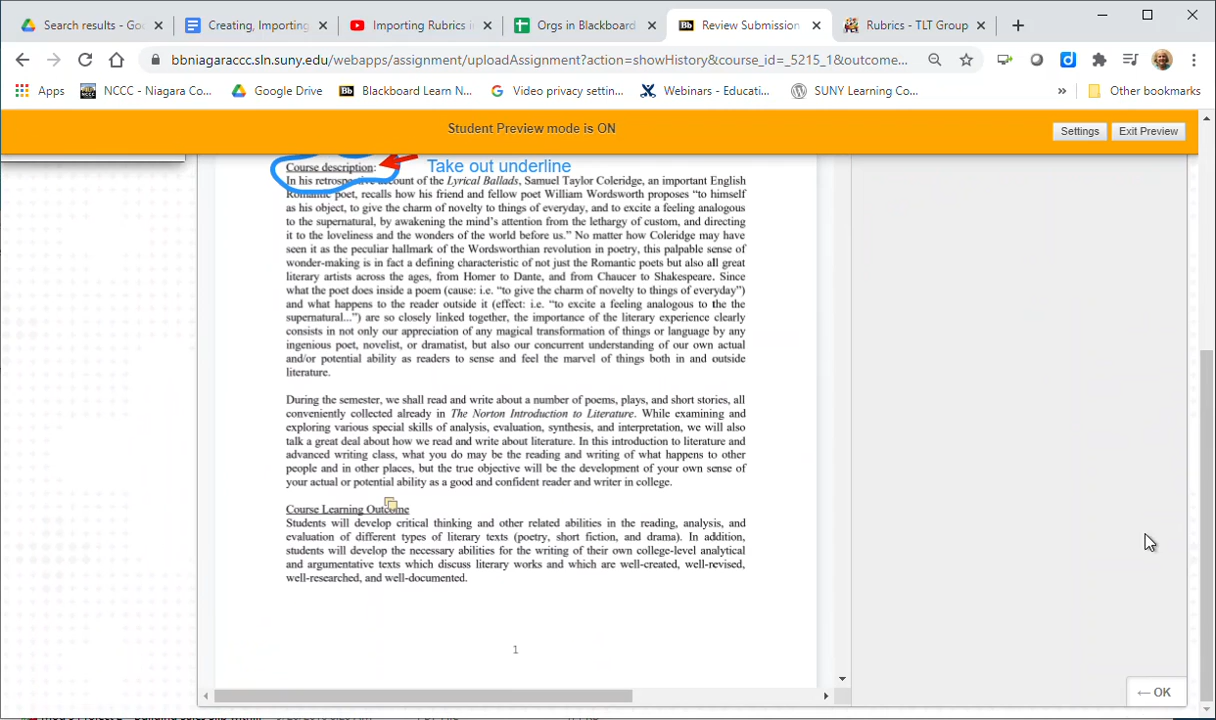 Search results - Goo
Creating, Importing
Importing Rubrics in
Orgs in Blackboard
Review Submission
Rubrics - TLT Group
bbniagaraccc.sln.suny.edu/webapps/assignment/uploadAssignment?action=showHistory&course_id=_5215_1&outcome...
Apps
NCCC - Niagara Co...
Google Drive
Bb
Blackboard Learn N...
Video privacy settin...
Webinars - Educati...
SUNY Learning Co...
»
Other bookmarks
Student Preview mode is ON
Settings
Exit Preview
Course description:
Take out underline
In his retrospective account of the Lyrical Ballads, Samuel Taylor Coleridge, an important English
Romantic poet, recalls how his friend and fellow poet William Wordsworth proposes “to himself
as his object, to give the charm of novelty to things of everyday, and to excite a feeling analogous
to the supernatural, by awakening the mind’s attention from the lethargy of custom, and directing
it to the loveliness and the wonders of the world before us.” No matter how Coleridge may have
seen it as the peculiar hallmark of the Wordsworthian revolution in poetry, this palpable sense of
wonder-making is in fact a defining characteristic of not just the Romantic poets but also all great
literary artists across the ages, from Homer to Dante, and from Chaucer to Shakespeare. Since
what the poet does inside a poem (cause: i.e. “to give the charm of novelty to things of everyday”)
and what happens to the reader outside it (effect: i.e. “to excite a feeling analogous to the the
supernatural...”) are so closely linked together, the importance of the literary experience clearly
consists in not only our appreciation of any magical transformation of things or language by any
ingenious poet, novelist, or dramatist, but also our concurrent understanding of our own actual
and/or potential ability as readers to sense and feel the marvel of things both in and outside
literature.
During the semester, we shall read and write about a number of poems, plays, and short stories, all
conveniently collected already in The Norton Introduction to Literature. While examining and
exploring various special skills of analysis, evaluation, synthesis, and interpretation, we will also
talk a great deal about how we read and write about literature. In this introduction to literature and
advanced writing class, what you do may be the reading and writing of what happens to other
people and in other places, but the true objective will be the development of your own sense of
your actual or potential ability as a good and confident reader and writer in college.
Course Learning Outcome
Students will develop critical thinking and other related abilities in the reading, analysis, and
evaluation of different types of literary texts (poetry, short fiction, and drama). In addition,
students will develop the necessary abilities for the writing of their own college-level analytical
and argumentative texts which discuss literary works and which are well-created, well-revised,
well-researched, and well-documented.
1
← OK